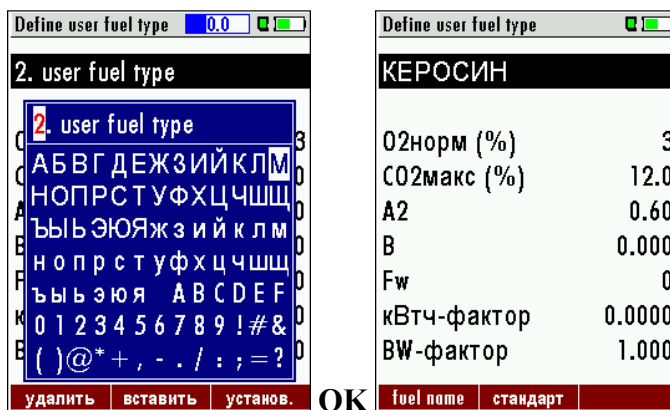 Define user fuel type 0.0
2. user fuel type
2. user fuel type
АБВГДЕЖЗИЙКЛМ
НОПРСТУФХЦЧШЩ
ЪЫЬЭЮЯжзийклм
нопрстуфхцчшщ
ъыьэюя ABCDEF
0123456789!#&
()@*+,-./:;=?
удалить вставить установ.
OK
Define user fuel type
КЕРОСИН
O2норм (%) 3
CO2макс (%) 12.0
A2 0.60
B 0.000
Fw 0
кВтч-фактор 0.0000
BW-фактор 1.000
fuel name стандарт